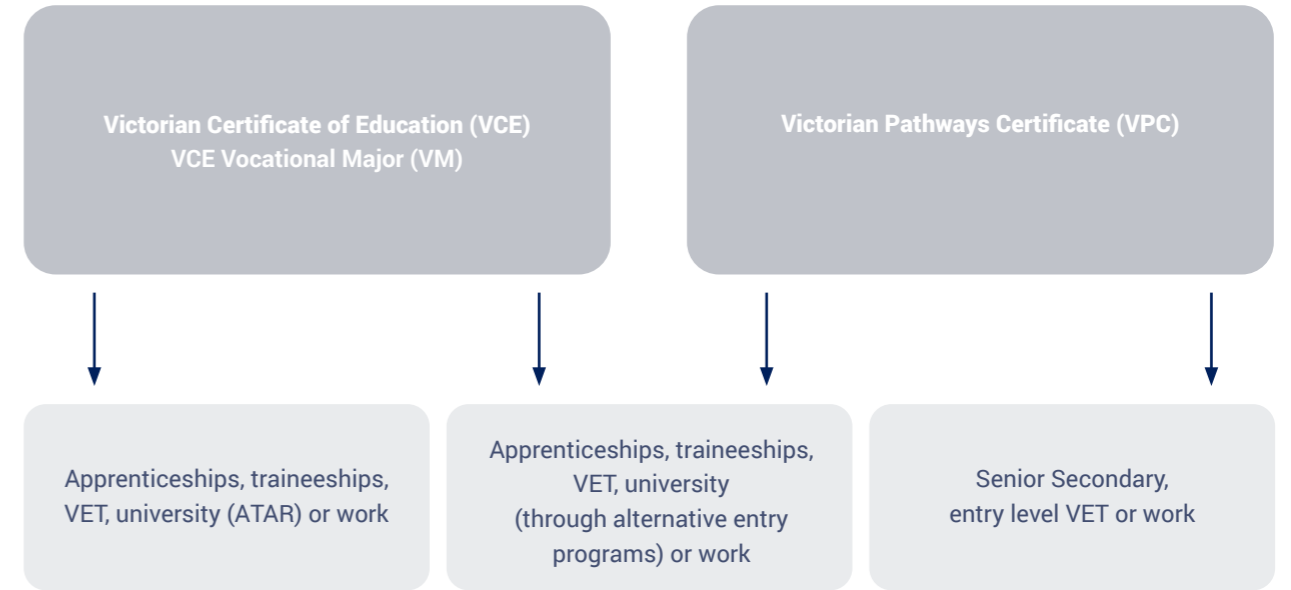 Victorian Certificate of Education (VCE)
VCE Vocational Major (VM)
Victorian Pathways Certificate (VPC)
Apprenticeships, traineeships,
VET, university (ATAR) or work
Apprenticeships, traineeships,
VET, university
(through alternative entry
programs) or work
Senior Secondary,
entry level VET or work